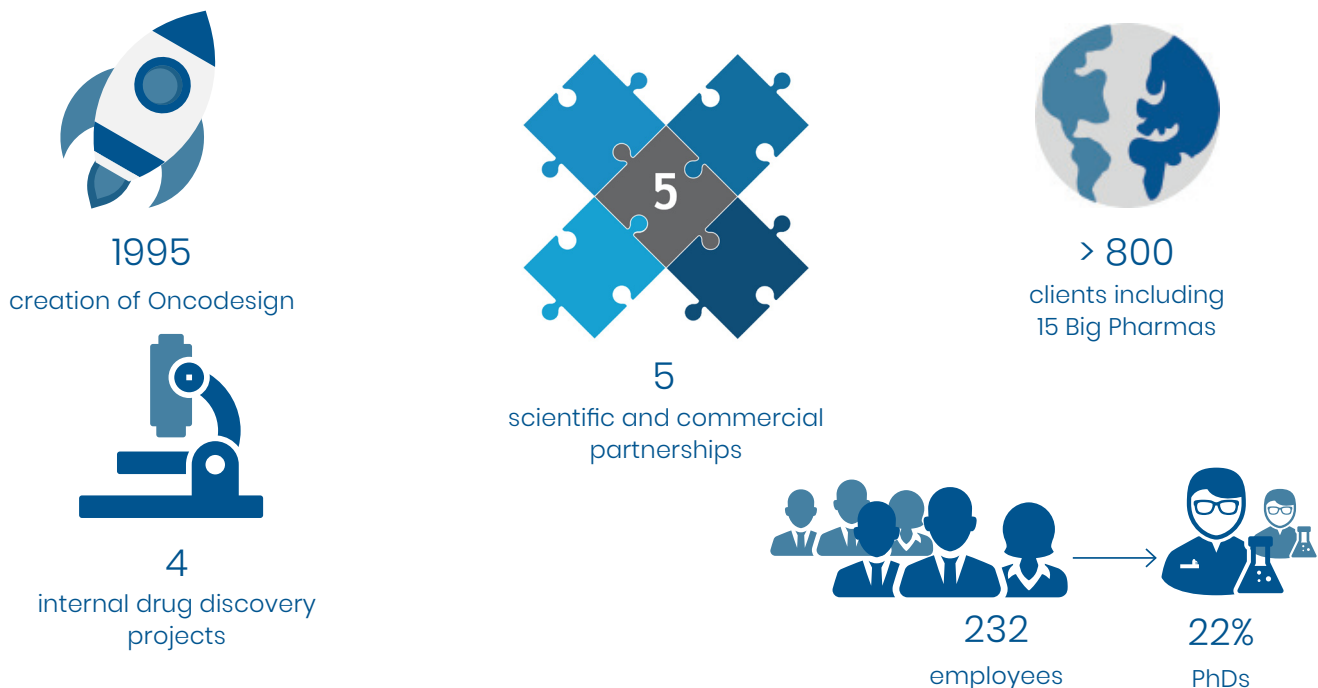 1995
creation of Oncodesign
4
internal drug discovery
projects
5
5
scientific and commercial
partnerships
> 800
clients including
15 Big Pharmas
232
employees
22%
PhDs